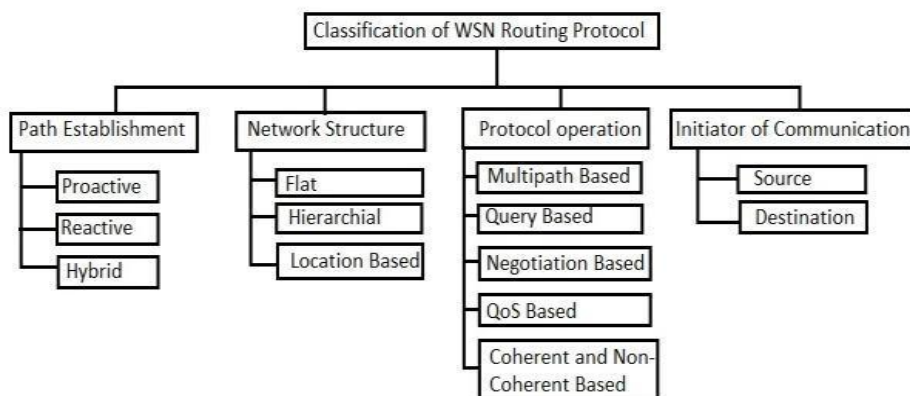 Classification of WSN Routing Protocol
Path Establishment
Proactive
Reactive
Hybrid
Network Structure
Flat
Hierarchial
Location Based
Protocol operation
Multipath Based
Query Based
Negotiation Based
QoS Based
Coherent and Non-
Coherent Based
Initiator of Communication
Source
Destination